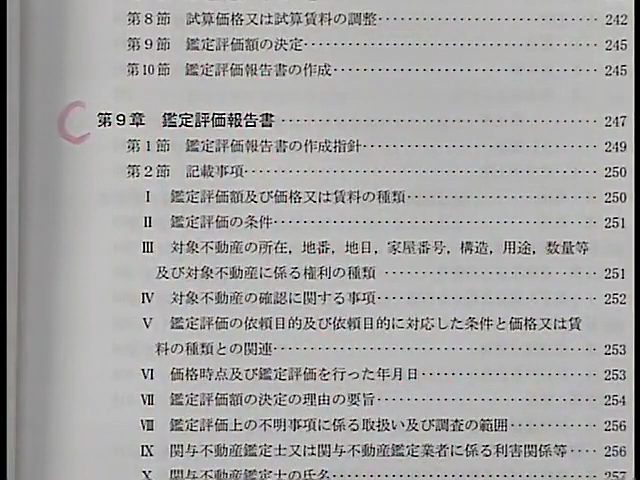 第8節 試算価格又は試算賃料の調整 242
第9節 鑑定評価額の決定 245
第10節 鑑定評価報告書の作成 245
C 第9章 鑑定評価報告書 247
第1節 鑑定評価報告書の作成指針 249
第2節 記載事項 250
Ⅰ 鑑定評価額及び価格又は賃料の種類 250
Ⅱ 鑑定評価の条件 251
Ⅲ 対象不動産の所在，地番，地目，家屋番号，構造，用途，数量等
及び対象不動産に係る権利の種類 251
Ⅳ 対象不動産の確認に関する事項 252
Ⅴ 鑑定評価の依頼目的及び依頼目的に対応した条件と価格又は賃
料の種類との関連 253
Ⅵ 価格時点及び鑑定評価を行った年月日 253
Ⅶ 鑑定評価額の決定の理由の要旨 254
Ⅷ 鑑定評価上の不明事項に係る取扱い及び調査の範囲 256
Ⅸ 関与不動産鑑定士又は関与不動産鑑定業者に係る利害関係等 256
Ⅹ 関与不動産鑑定士の氏名 257